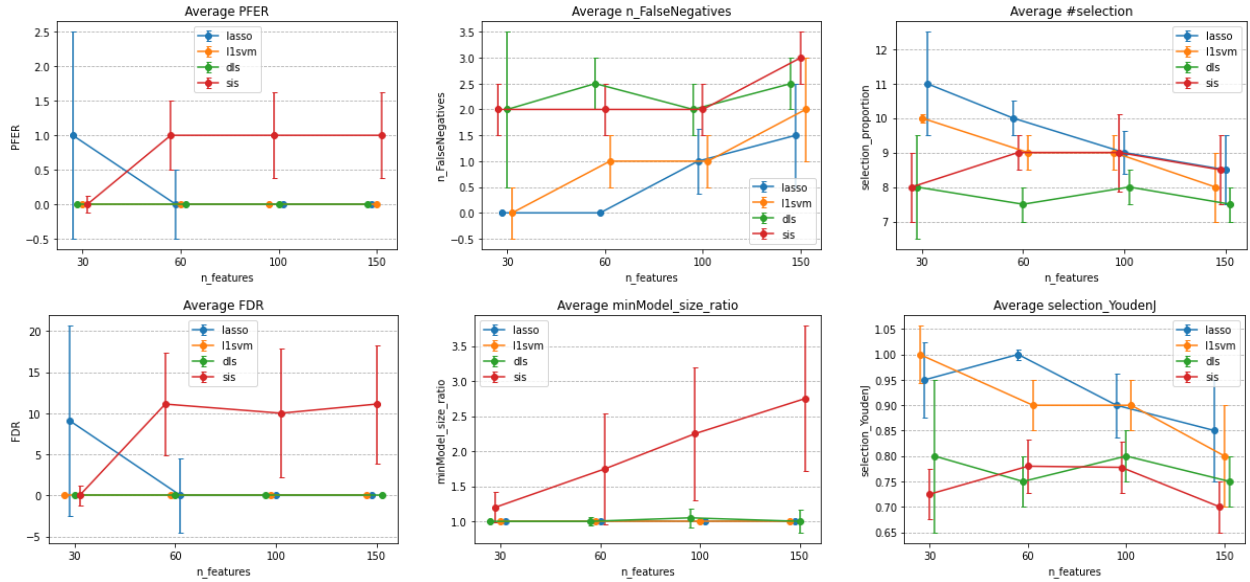 Average PFER
PFER
2.5
2.0
1.5
1.0
0.5
0.0
−0.5
lasso
l1svm
dls
sis
30
60
100
150
n_features
Average n_FalseNegatives
n_FalseNegatives
3.5
3.0
2.5
2.0
1.5
1.0
0.5
0.0
−0.5
lasso
l1svm
dls
sis
30
60
100
150
n_features
Average #selection
selection_proportion
12
11
10
9
8
7
lasso
l1svm
dls
sis
30
60
100
150
n_features
Average FDR
FDR
20
15
10
5
0
−5
lasso
l1svm
dls
sis
30
60
100
150
n_features
Average minModel_size_ratio
minModel_size_ratio
3.5
3.0
2.5
2.0
1.5
1.0
lasso
l1svm
dls
sis
30
60
100
150
n_features
Average selection_YoudenJ
selection_YoudenJ
1.05
1.00
0.95
0.90
0.85
0.80
0.75
0.70
0.65
lasso
l1svm
dls
sis
30
60
100
150
n_features